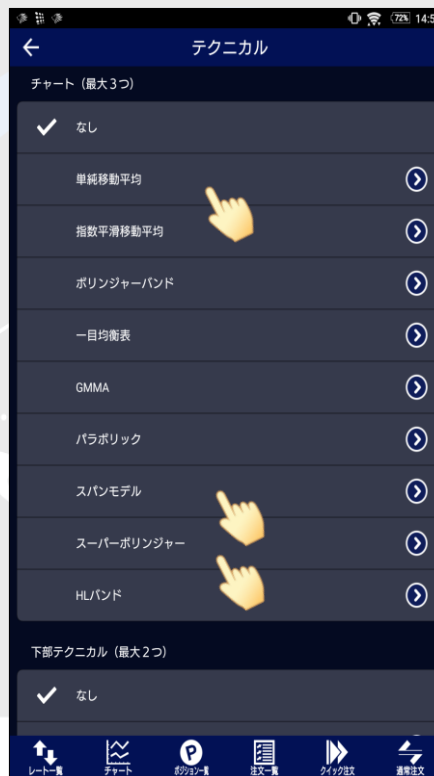 72% 14:5
テクニカル
チャート（最大3つ）
なし
単純移動平均
指数平滑移動平均
ボリンジャーバンド
一目均衡表
GMMA
パラボリック
スパンモデル
スーパーボリンジャー
HLバンド
下部テクニカル（最大2つ）
なし
レート一覧 チャート ポジション一覧 注文一覧 クイック注文 通常注文